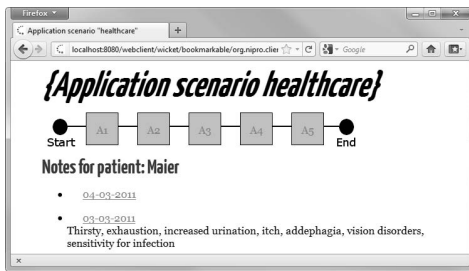 Firefox
Application scenario "healthcare"
+
localhost:8080/webclient/wicket/bookmarkable/org.nipro.clier
Google
{Application scenario healthcare}
A1 A2 A3 A4 A5
Start End
Notes for patient: Maier
04-03-2011
03-03-2011
Thirsty, exhaustion, increased urination, itch, addephagia, vision disorders,
sensitivity for infection
×